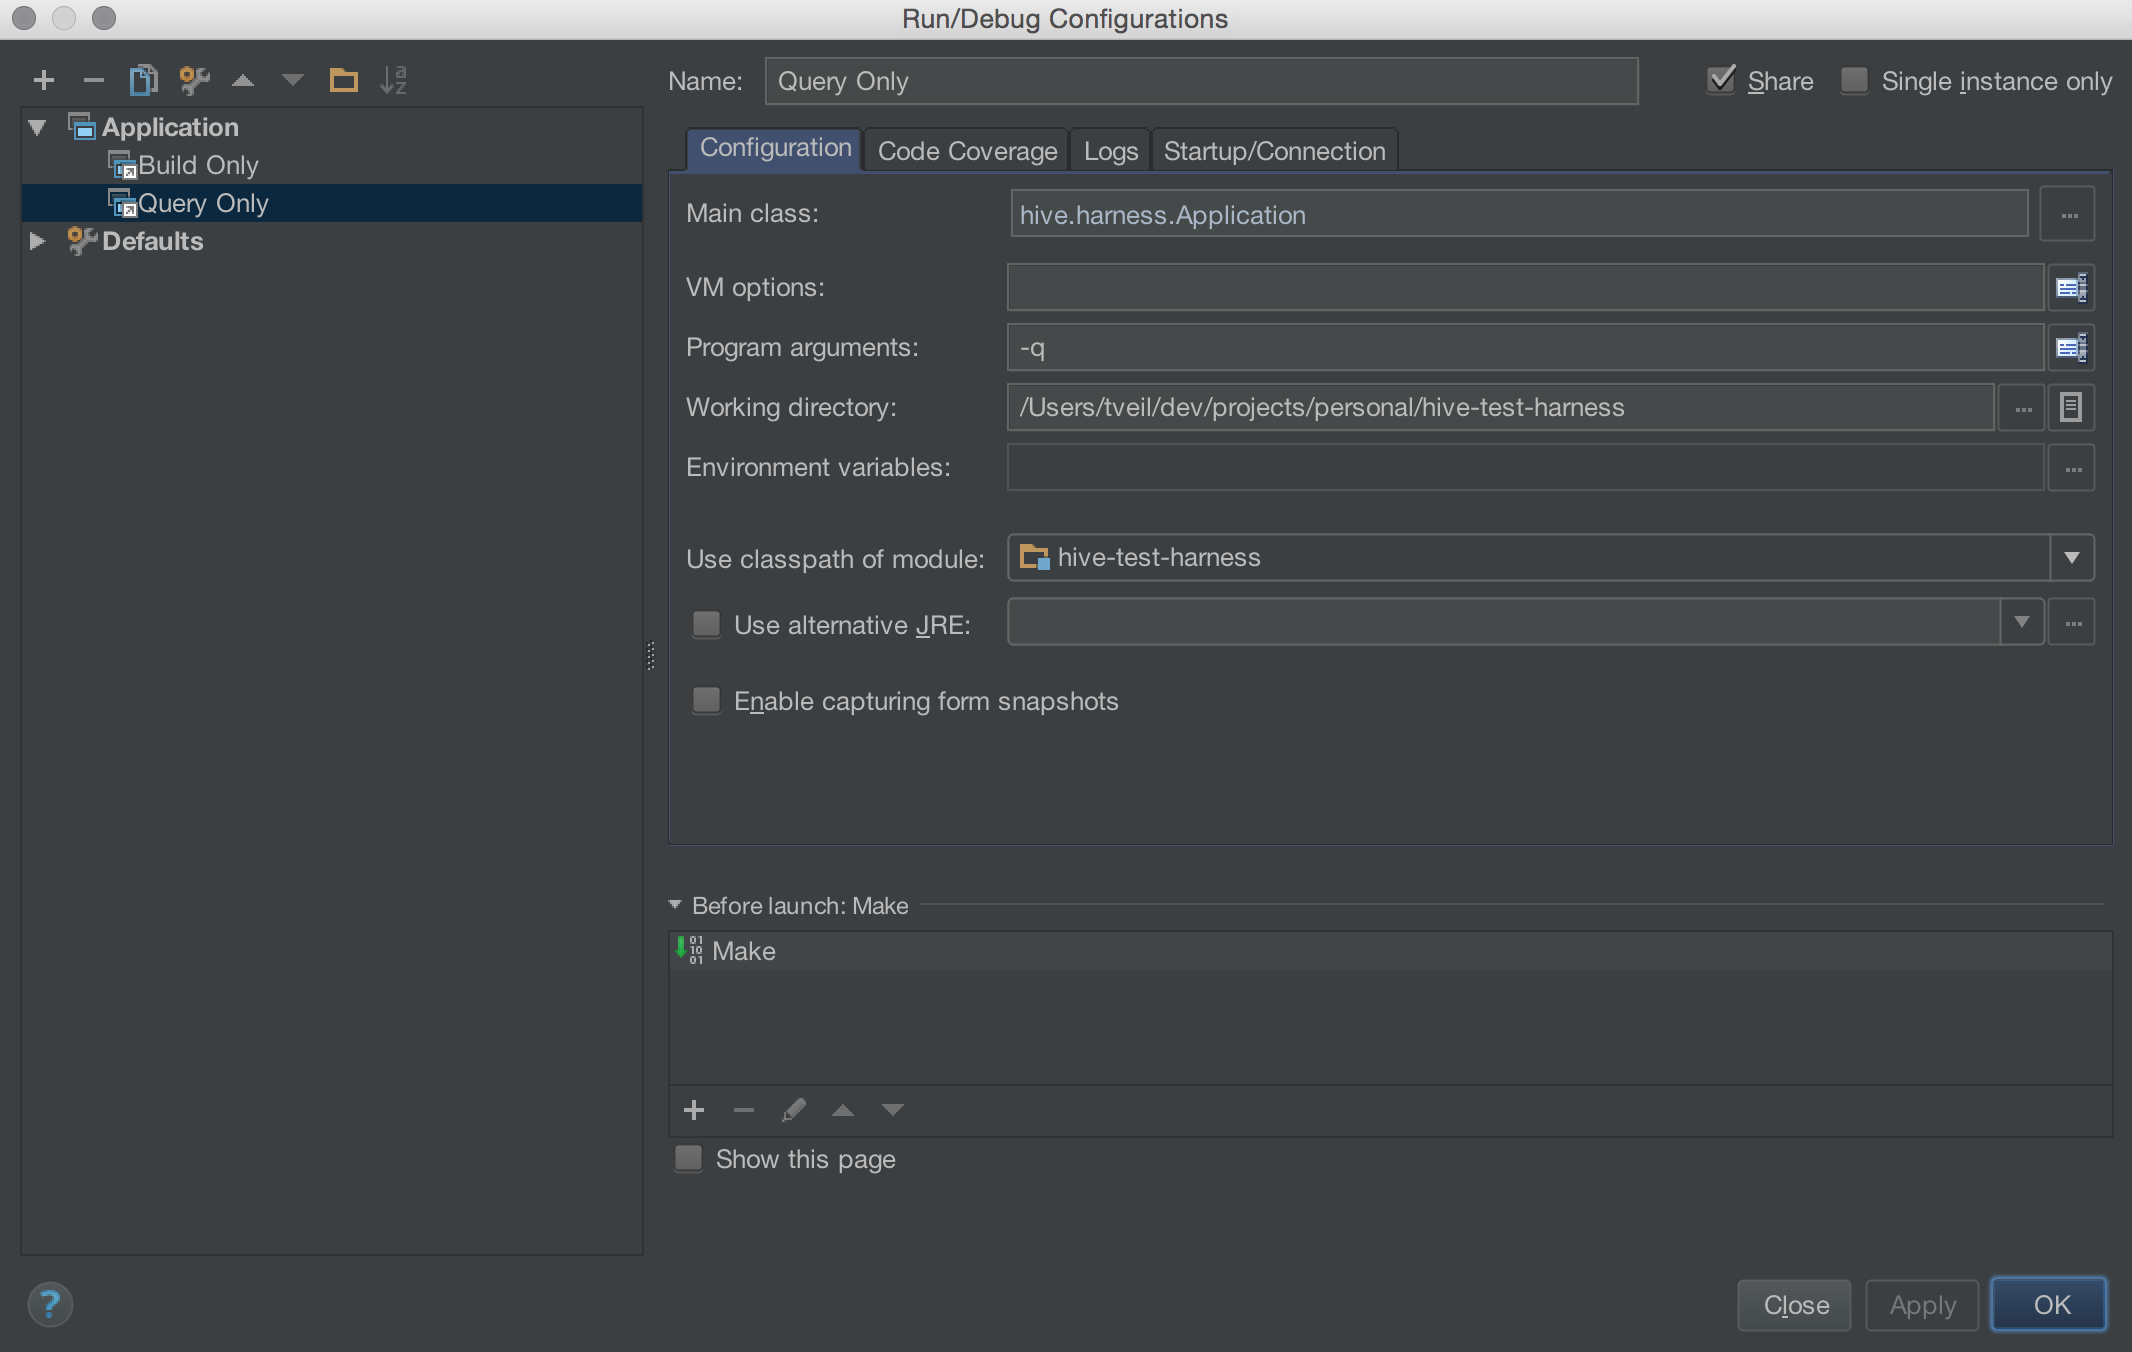 Run/Debug Configurations
Application
Build Only
Query Only
Defaults
Name: Query Only Share Single instance only
Configuration Code Coverage Logs Startup/Connection
Main class: hive.harness.Application ...
VM options:
Program arguments: -q
Working directory: /Users/tveil/dev/projects/personal/hive-test-harness ...
Environment variables: ...
Use classpath of module: hive-test-harness
Use alternative JRE: ...
Enable capturing form snapshots
Before launch: Make
Make
Show this page
? Close Apply OK